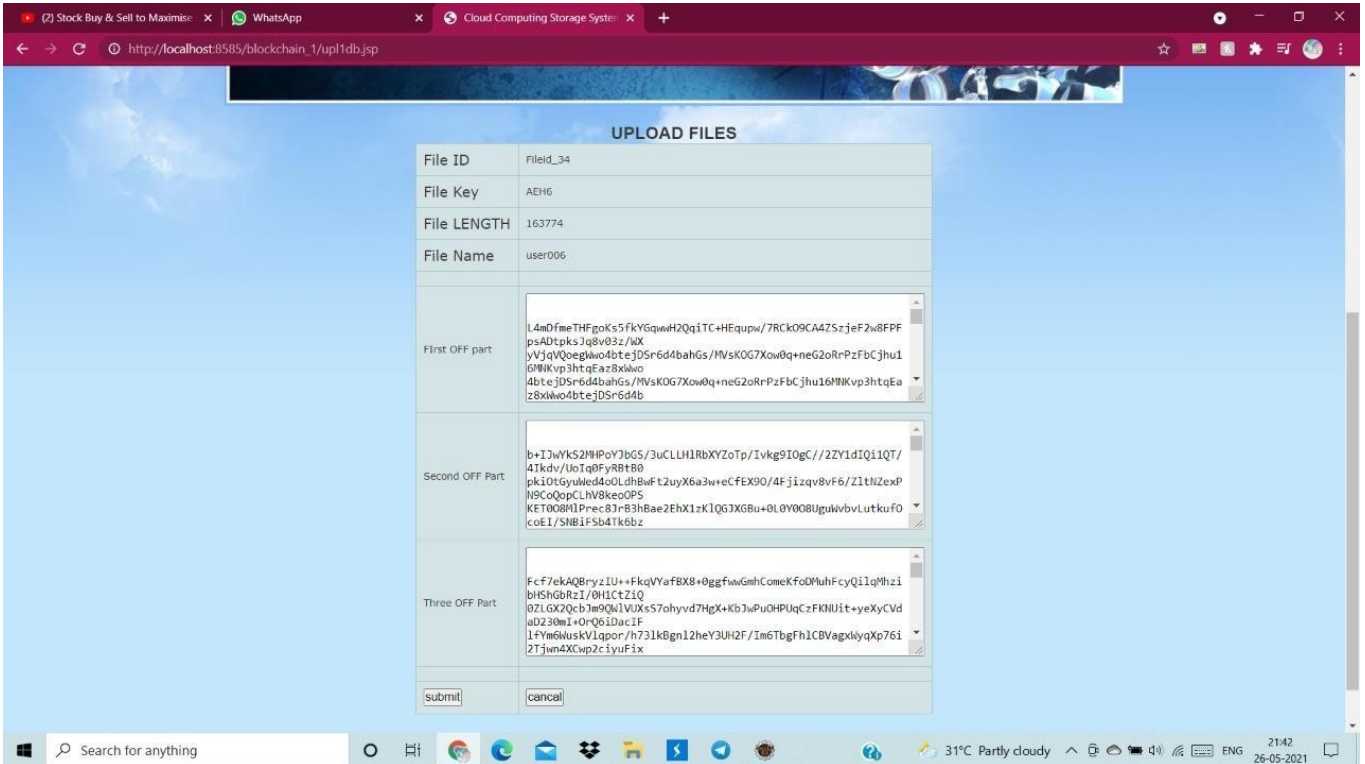 (2) Stock Buy & Sell to Maximise
WhatsApp
Cloud Computing Storage System
http://localhost:8585/blockchain_1/upl1db.jsp
UPLOAD FILES
File ID
Fileid_34
File Key
AEH6
File LENGTH
163774
File Name
user006
FIrst OFF part
L4mDfmeTHFgoKs5fkYGqwwH2QqiTC+HEqupw/7RCkO9CA4ZSzjeF2w8FPF
psADtpksJq8v03z/WX
yVjqVQoegWwo4btejDSr6d4bahGs/MVsKOG7Xow0q+neG2oRrPzFbCjhu1
6MNKvp3htqEaz8xWwo
4btejDSr6d4bahGs/MVsKOG7Xow0q+neG2oRrPzFbCjhu16MNKvp3htqEa
z8xWwo4btejDSr6d4b
Second OFF Part
b+IJwYkS2MHPoYJbGS/3uCLLHlRbXYZoTp/Ivkg9IOgC//2ZY1dIQi1QT/
4Ikdv/UoIq0FyRBtB0
pkiOtGyuWed4oOLdhBwFt2uyX6a3w+eCfEX9O/4Fjizqv8vF6/ZltNZexP
N9CoQopCLhV8keoOPS
KET0O8MlPrec8JrB3hBae2EhX1zKlQGJXGBu+0L0Y0O8UguWvbvLutkufO
coEI/SNBiFSb4Tk6bz
Three OFF Part
Fcf7ekAQBryzIU++FkqVYafBX8+0ggfwwGmhComeKfoDMuhFcyQilqMhzi
bHShGbRzI/0H1CtZiQ
0ZLGX2QcbJm9QWlVUXsS7ohyvd7HgX+KbJwPuOHPUqCzFKNUit+yeXyCVd
aD230mI+OrQ6iDacIF
lfYm6WuskVlqpor/h73lkBgnl2heY3UH2F/Im6TbgFhlCBVagxWyqXp76i
2Tjwn4XCwp2ciyuFix
submit
cancal
Search for anything
31°C Partly cloudy
ENG
21:42
26-05-2021